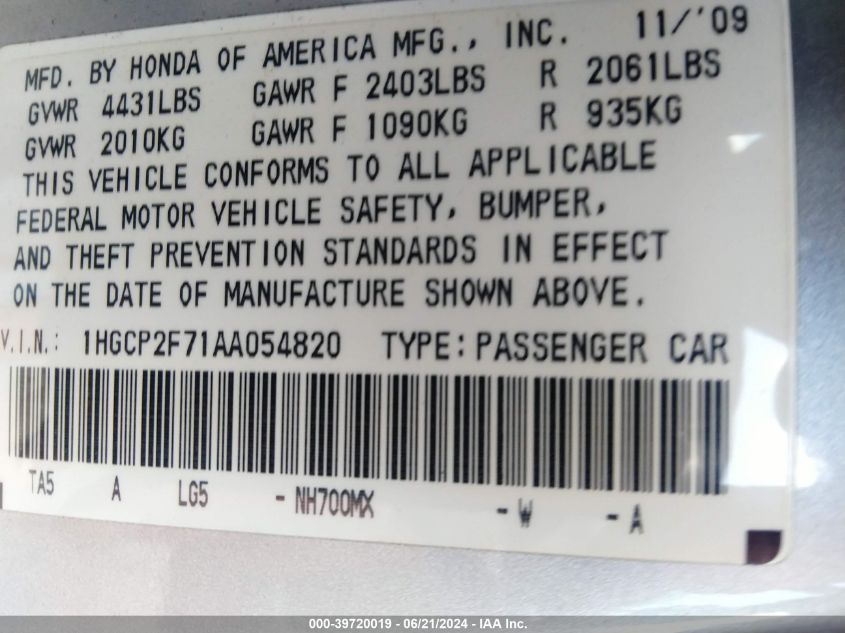 MFD. BY HONDA OF AMERICA MFG., INC. 11/'09
GVWR 4431LBS GAWR F 2403LBS R 2061LBS
GVWR 2010KG GAWR F 1090KG R 935KG
THIS VEHICLE CONFORMS TO ALL APPLICABLE
FEDERAL MOTOR VEHICLE SAFETY, BUMPER,
AND THEFT PREVENTION STANDARDS IN EFFECT
ON THE DATE OF MANUFACTURE SHOWN ABOVE.
V.I.N.: 1HGCP2F71AA054820 TYPE: PASSENGER CAR
TA5 A LG5 - NH700MX - W - A
000-39720019 - 06/21/2024 - IAA Inc.